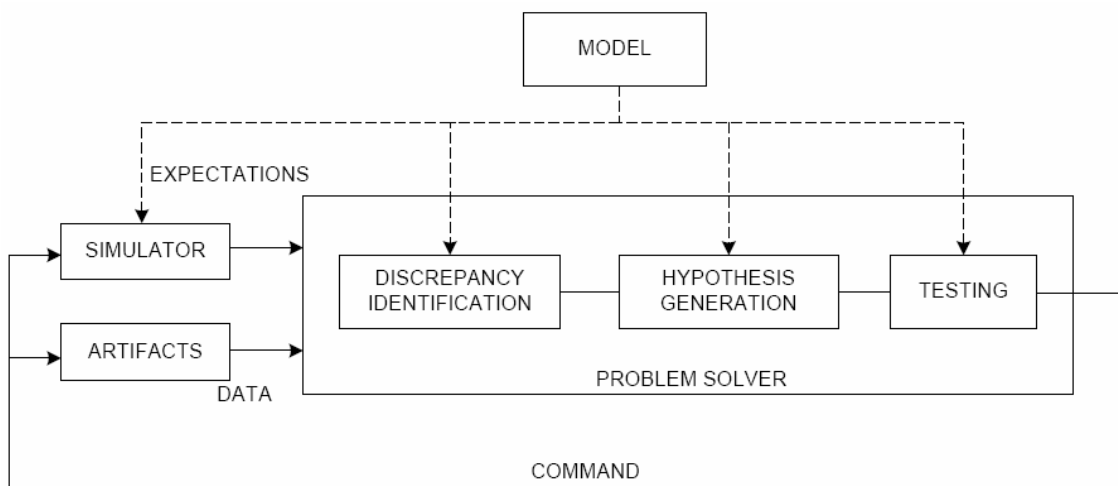 MODEL
EXPECTATIONS
SIMULATOR
DISCREPANCY
IDENTIFICATION
HYPOTHESIS
GENERATION
TESTING
ARTIFACTS
DATA
PROBLEM SOLVER
COMMAND